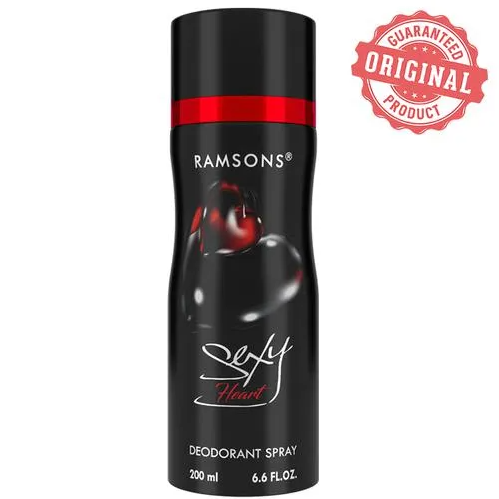 GUARANTEED
ORIGINAL
PRODUCT
RAMSONS®
Sexy
Heart
DEODORANT SPRAY
200 ml 6.6 FL.OZ.